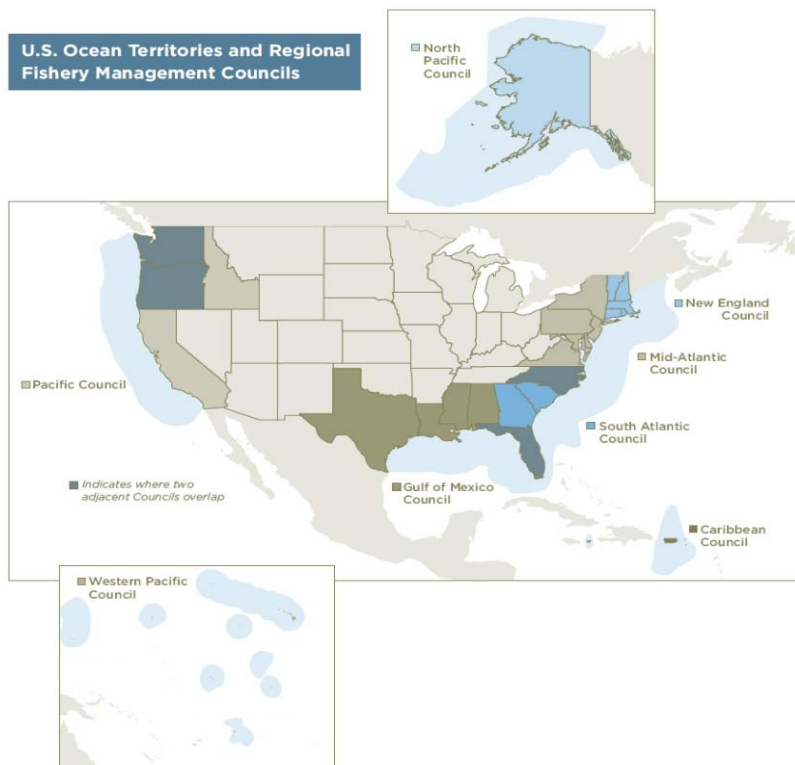 U.S. Ocean Territories and Regional
Fishery Management Councils
North
Pacific
Council
New England
Council
Mid-Atlantic
Council
Pacific Council
South Atlantic
Council
Indicates where two
adjacent Councils overlap
Gulf of Mexico
Council
Caribbean
Council
Western Pacific
Council